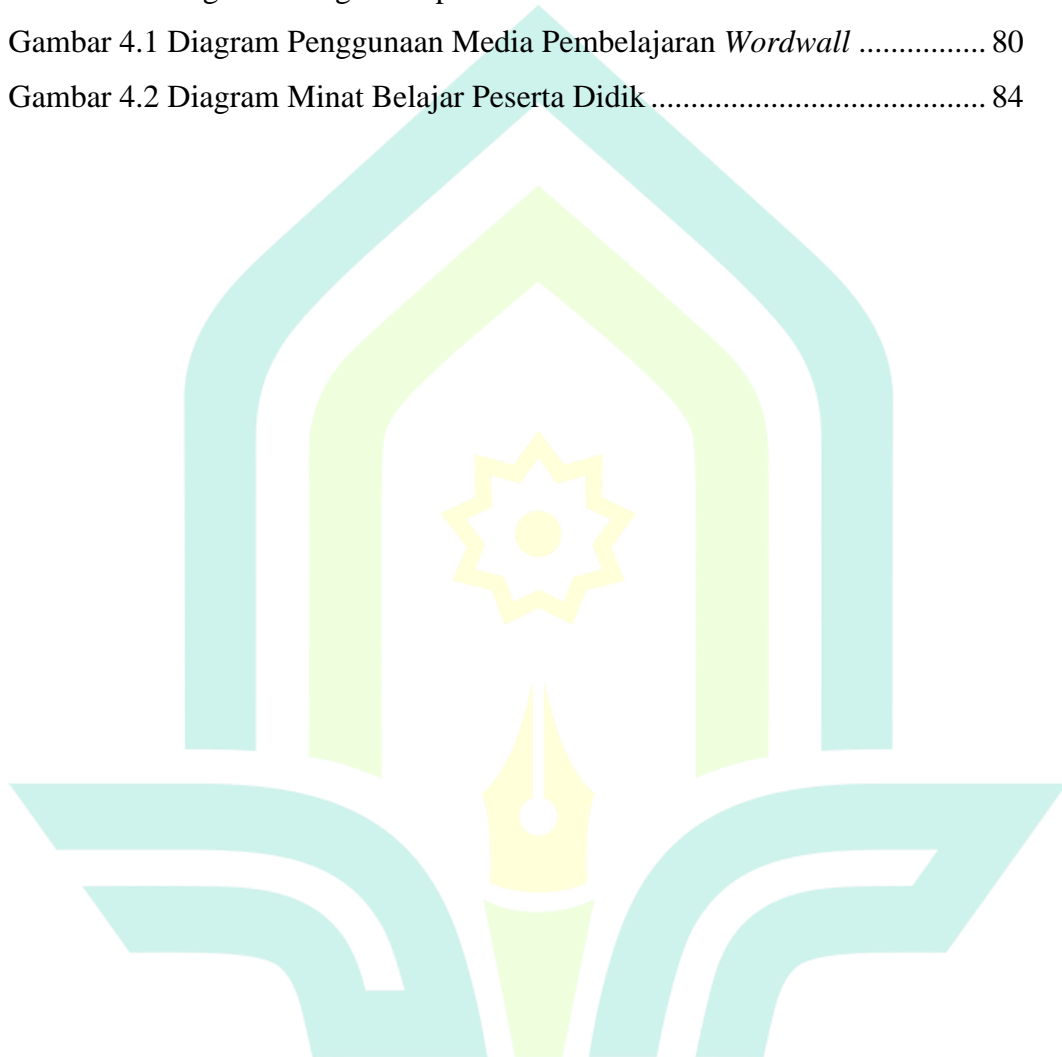 Gambar 4.1 Diagram Penggunaan Media Pembelajaran Wordwall ................ 80
Gambar 4.2 Diagram Minat Belajar Peserta Didik .......................................... 84